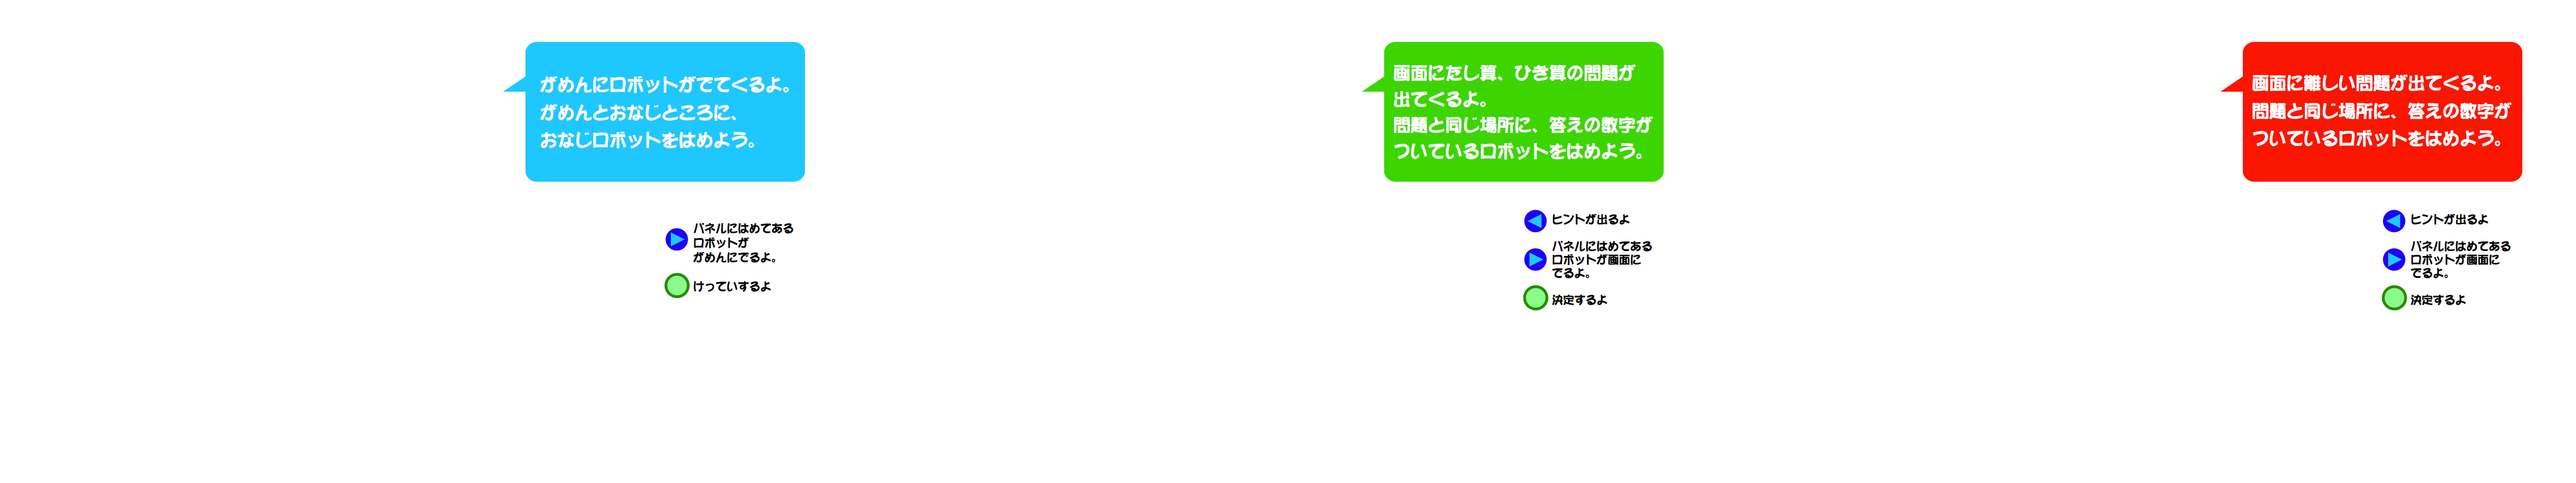 がめんにロボットがでてくるよ。
がめんとおなじところに、
おなじロボットをはめよう。
パネルにはめてある
ロボットが
がめんにでるよ。
けっていするよ
画面にたし算、ひき算の問題が
出てくるよ。
問題と同じ場所に、答えの数字が
ついているロボットをはめよう。
ヒントが出るよ
パネルにはめてある
ロボットが画面に
でるよ。
決定するよ
画面に難しい問題が出てくるよ。
問題と同じ場所に、答えの数字が
ついているロボットをはめよう。
ヒントが出るよ
パネルにはめてある
ロボットが画面に
でるよ。
決定するよ